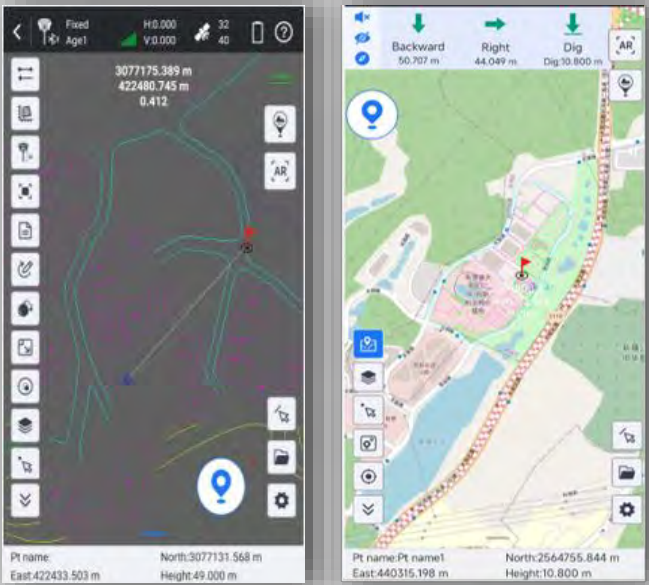 Fixed
Age1
H:0.000
V:0.000
32
40
3077175.389 m
422480.745 m
0.412
AR
Pt name:
North:3077131.568 m
East:422433.503 m
Height:49.000 m
Backward
50.707 m
Right
44.049 m
Dig
Dig:10.800 m
AR
Pt name:Pt name1
North:2564755.844 m
East:440315.198 m
Height:10.800 m